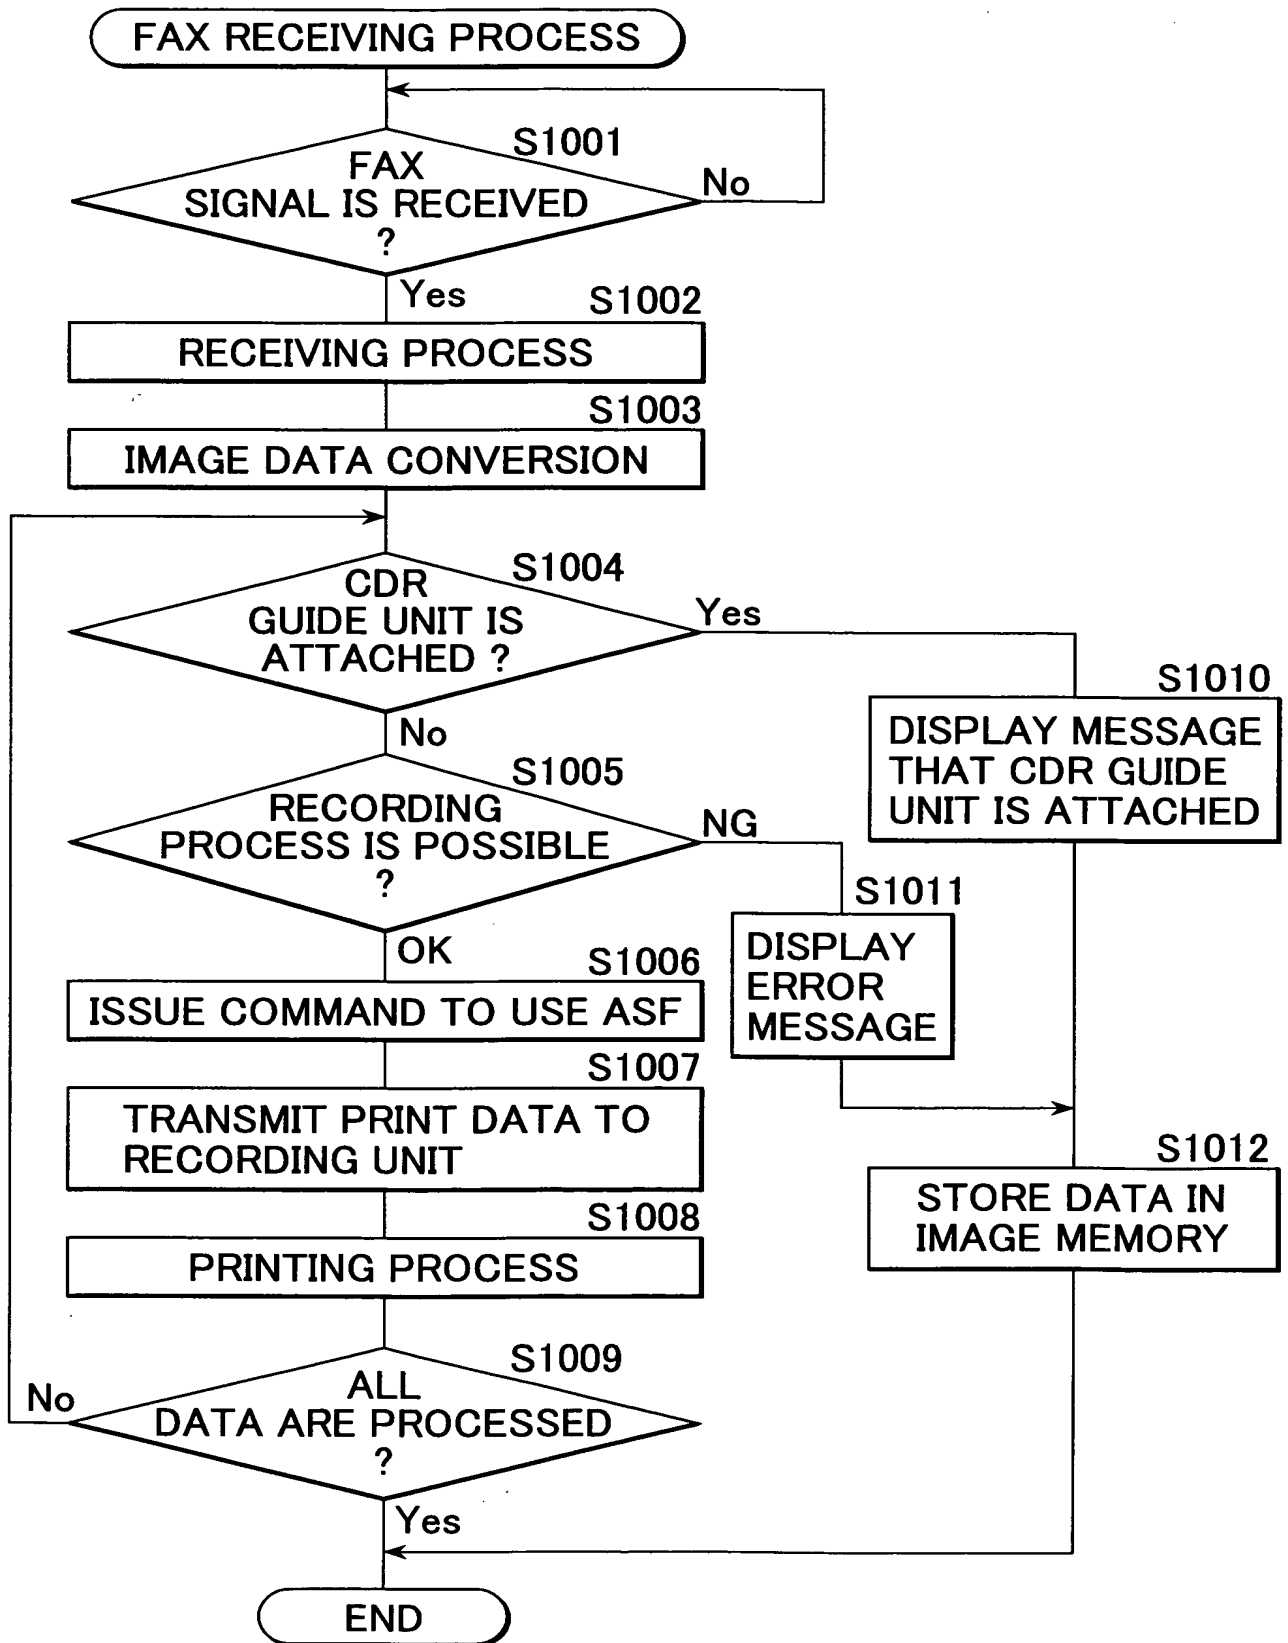 FAX RECEIVING PROCESS
S1001
FAX
SIGNAL IS RECEIVED
?
No
Yes
S1002
RECEIVING PROCESS
S1003
IMAGE DATA CONVERSION
S1004
CDR
GUIDE UNIT IS
ATTACHED ?
Yes
No
S1010
DISPLAY MESSAGE
THAT CDR GUIDE
UNIT IS ATTACHED
S1005
RECORDING
PROCESS IS POSSIBLE
?
NG
OK
S1011
DISPLAY
ERROR
MESSAGE
S1006
ISSUE COMMAND TO USE ASF
S1007
TRANSMIT PRINT DATA TO
RECORDING UNIT
S1012
STORE DATA IN
IMAGE MEMORY
S1008
PRINTING PROCESS
S1009
ALL
DATA ARE PROCESSED
?
No
Yes
END